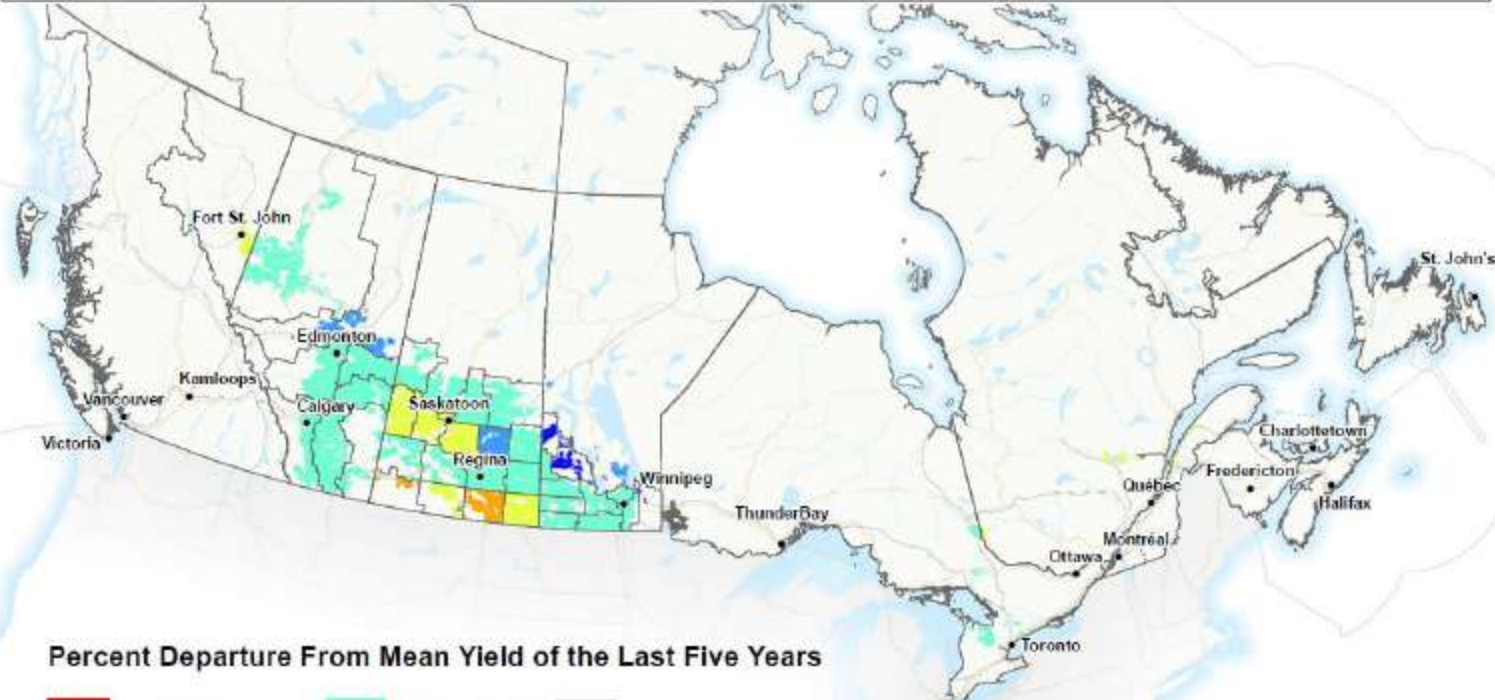 Fort St. John
St. John's
Edmonton
Kamloops
Calgary
Saskatoon
Vancouver
Victoria
Charlottetown
Regina
Winnipeg
Fredericton
Québec
Halifax
ThunderBay
Montréal
Ottawa
Toronto
Percent Departure From Mean Yield of the Last Five Years